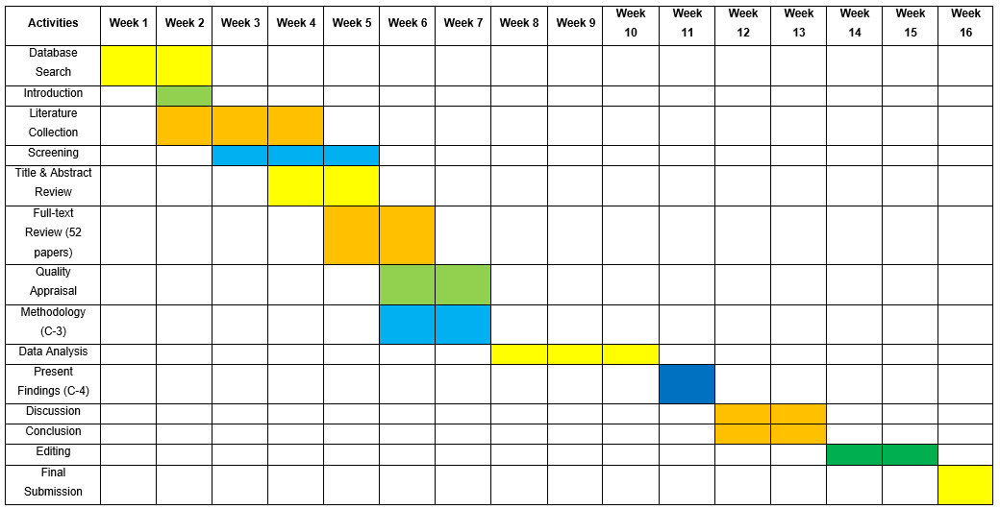 Activities Week 1 Week 2 Week 3 Week 4 Week 5 Week 6 Week 7 Week 8 Week 9 Week 10 Week 11 Week 12 Week 13 Week 14 Week 15 Week 16
Database
Search
Introduction
Literature
Collection
Screening
Title & Abstract
Review
Full-text
Review (52
papers)
Quality
Appraisal
Methodology
(C-3)
Data Analysis
Present
Findings (C-4)
Discussion
Conclusion
Editing
Final
Submission